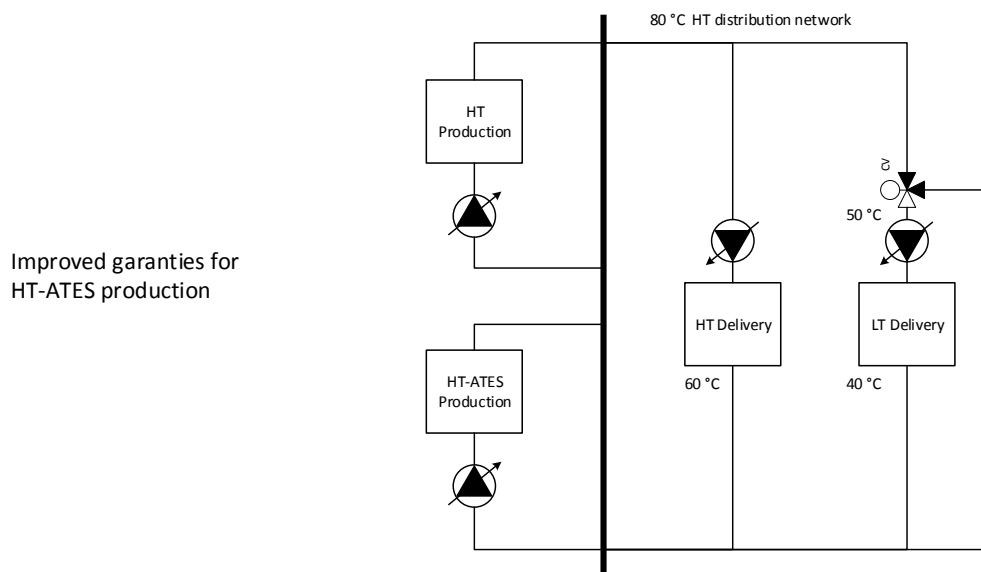 80 °C HT distribution network
HT
Production
CV
50 °C
Improved garanties for
HT-ATES production
HT Delivery
LT Delivery
HT-ATES
Production
60 °C
40 °C